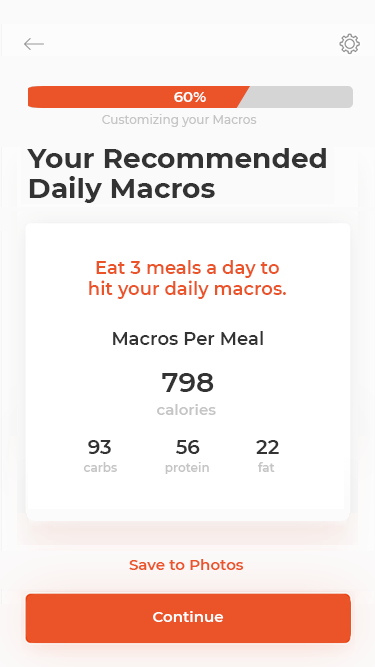 60%
Customizing your Macros
Your Recommended
Daily Macros
Eat 3 meals a day to
hit your daily macros.
Macros Per Meal
798
calories
93 56 22
carbs protein fat
Save to Photos
Continue